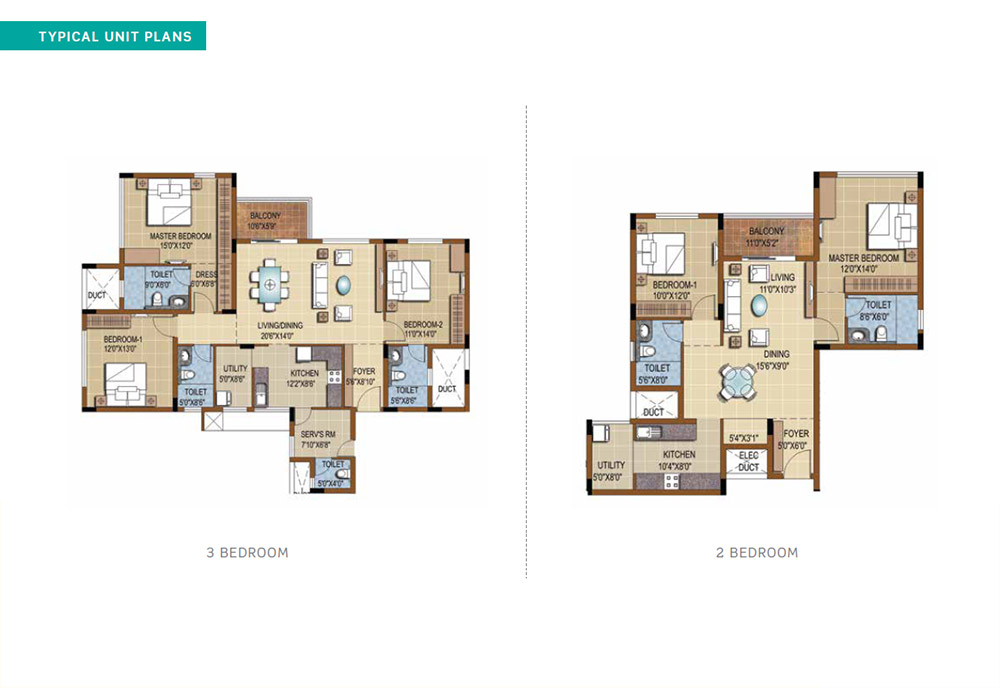 TYPICAL UNIT PLANS
BALCONY
10'6"X5'9"
MASTER BEDROOM
15'0"X12'0"
TOILET
9'0"X6'0"
DRESS
6'0"X6'8"
DUCT
LIVING/DINING
20'6"X14'0"
BEDROOM-2
11'0"X14'0"
BEDROOM-1
12'0"X13'0"
UTILITY
5'0"X8'6"
KITCHEN
12'2"X8'6"
FOYER
5'6"X8'10"
TOILET
5'0"X8'6"
TOILET
5'6"X8'6"
DUCT
SERV'S RM
7'10"X6'8"
TOILET
5'0"X4'0"
3 BEDROOM
BALCONY
11'0"X5'2"
MASTER BEDROOM
12'0"X14'0"
LIVING
11'0"X10'3"
BEDROOM-1
10'0"X12'0"
TOILET
8'6"X6'0"
DINING
15'6"X9'0"
TOILET
5'6"X8'0"
DUCT
5'4"X3'1"
FOYER
5'0"X6'0"
KITCHEN
10'4"X8'0"
ELEC
DUCT
UTILITY
5'0"X8'0"
2 BEDROOM